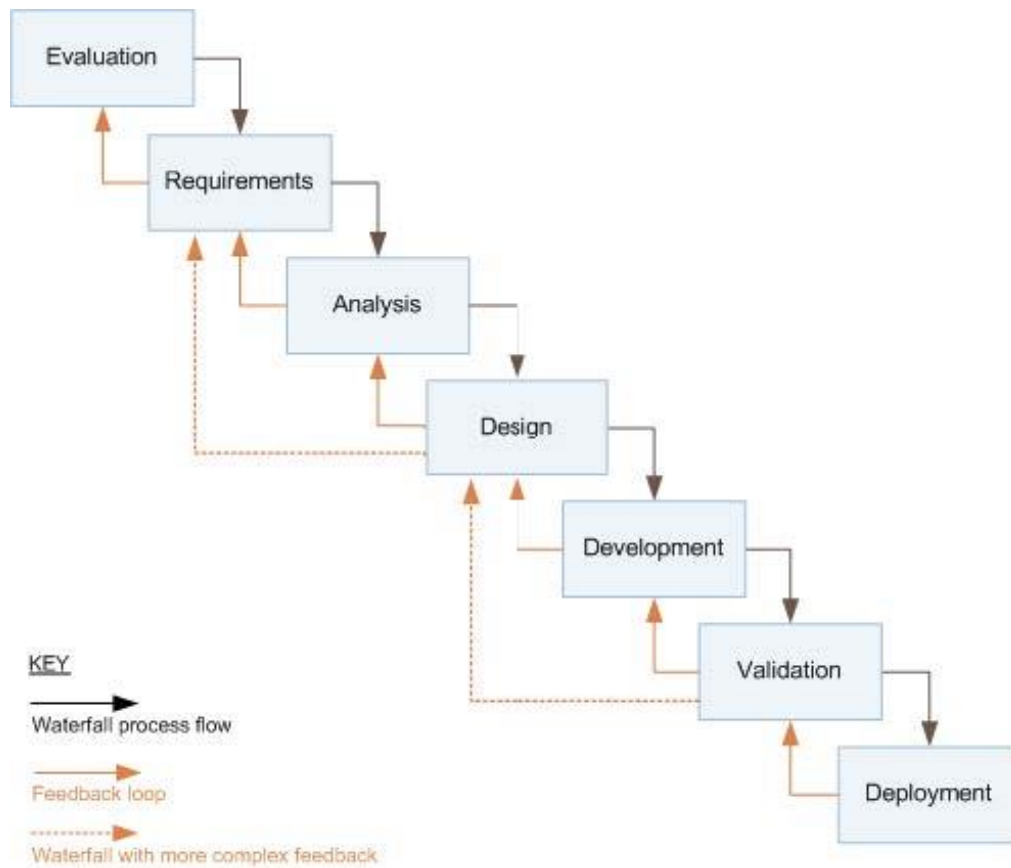 Evaluation
Requirements
Analysis
Design
Development
Validation
Deployment
KEY
Waterfall process flow
Feedback loop
Waterfall with more complex feedback